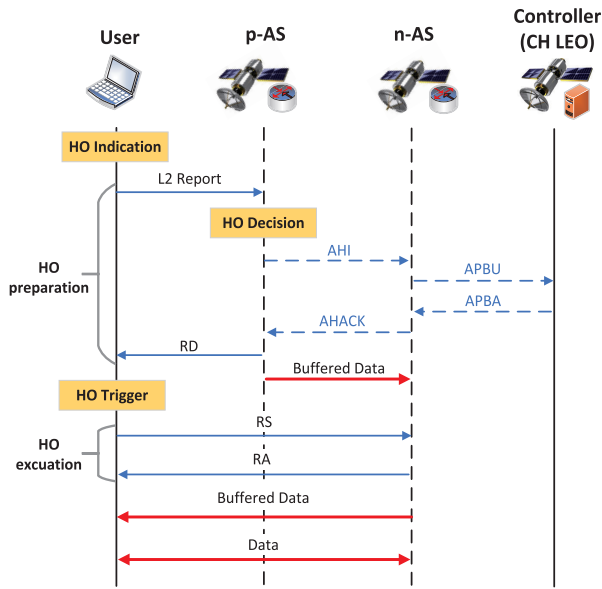 User
p-AS
n-AS
Controller
(CH LEO)
HO Indication
L2 Report
HO Decision
AHI
HO
preparation
APBU
APBA
AHACK
RD
Buffered Data
HO Trigger
RS
HO
excuation
RA
Buffered Data
Data